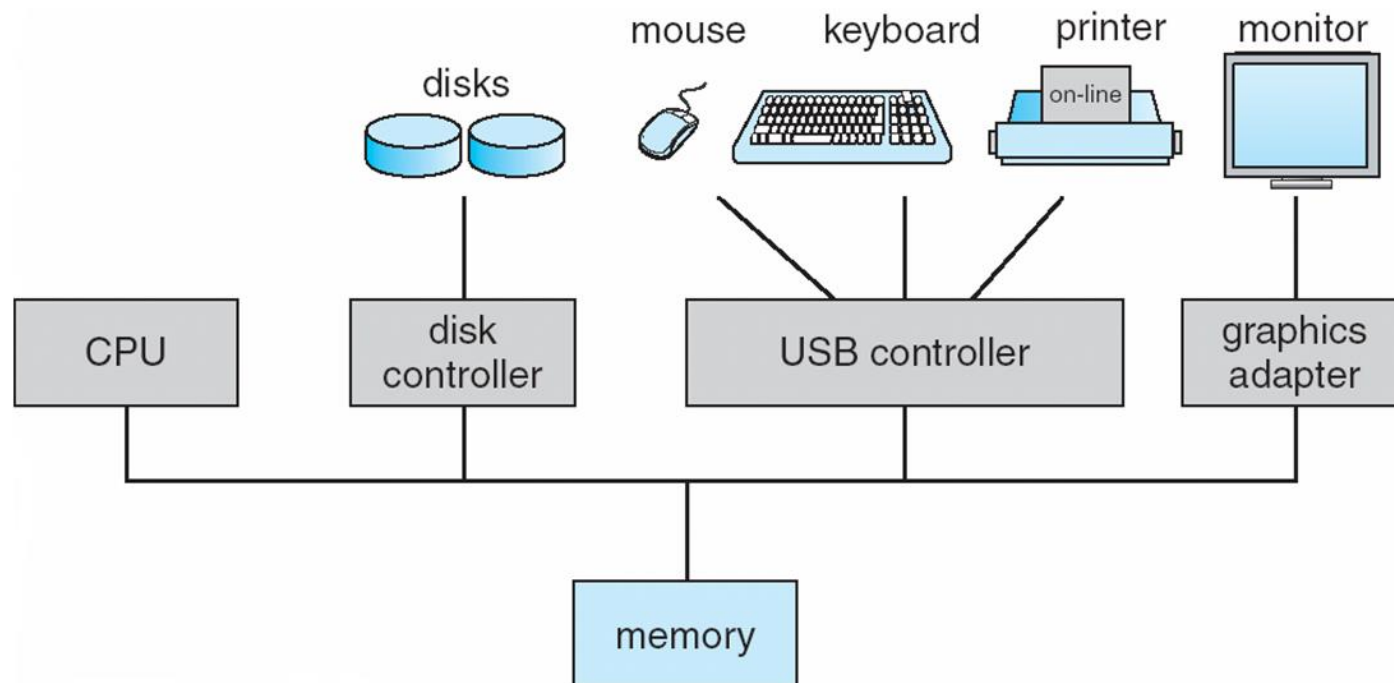 mouse
keyboard
printer
monitor
disks
on-line
CPU
disk
controller
USB controller
graphics
adapter
memory